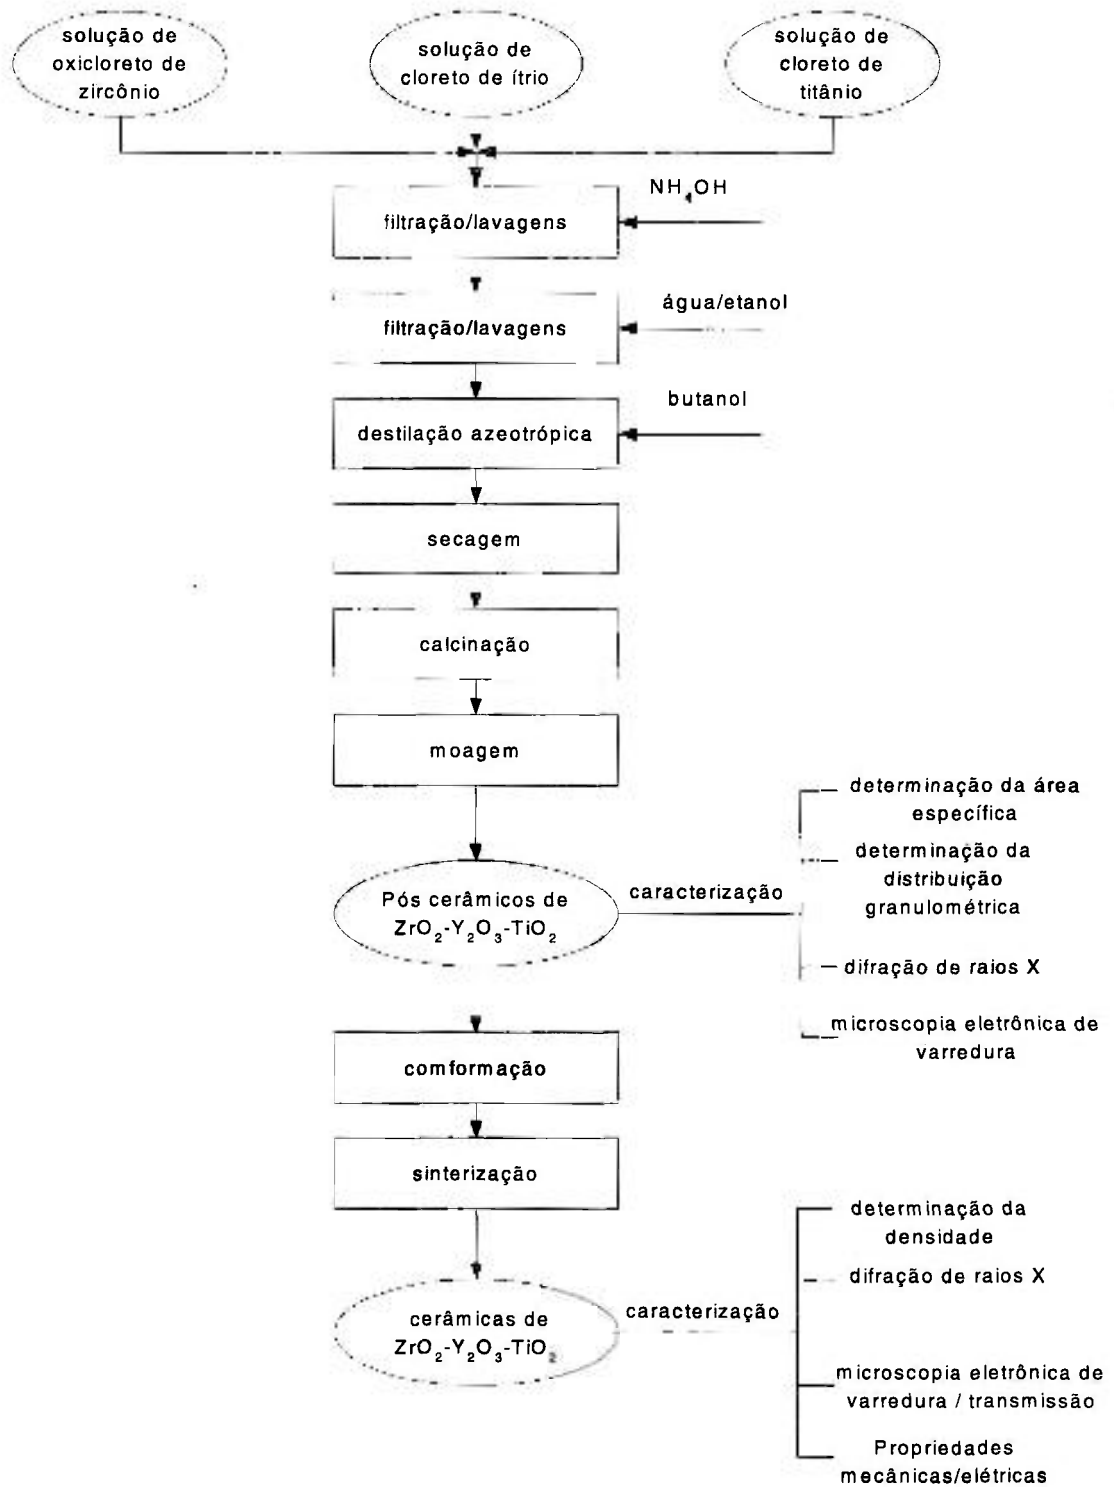 solução de
oxicloreto de
zircônio
solução de
cloreto de ítrio
solução de
cloreto de
titânio
NH4OH
filtração/lavagens
água/etanol
filtração/lavagens
butanol
destilação azeotrópica
secagem
calcinação
moagem
determinação da área
específica
determinação da
distribuição
granulométrica
difração de raios X
microscopia eletrônica de
varredura
caracterização
Pós cerâmicos de
ZrO2-Y2O3-TiO2
comformação
sinterização
determinação da
densidade
difração de raios X
microscopia eletrônica de
varredura / transmissão
Propriedades
mecânicas/elétricas
caracterização
cerâmicas de
ZrO2-Y2O3-TiO2